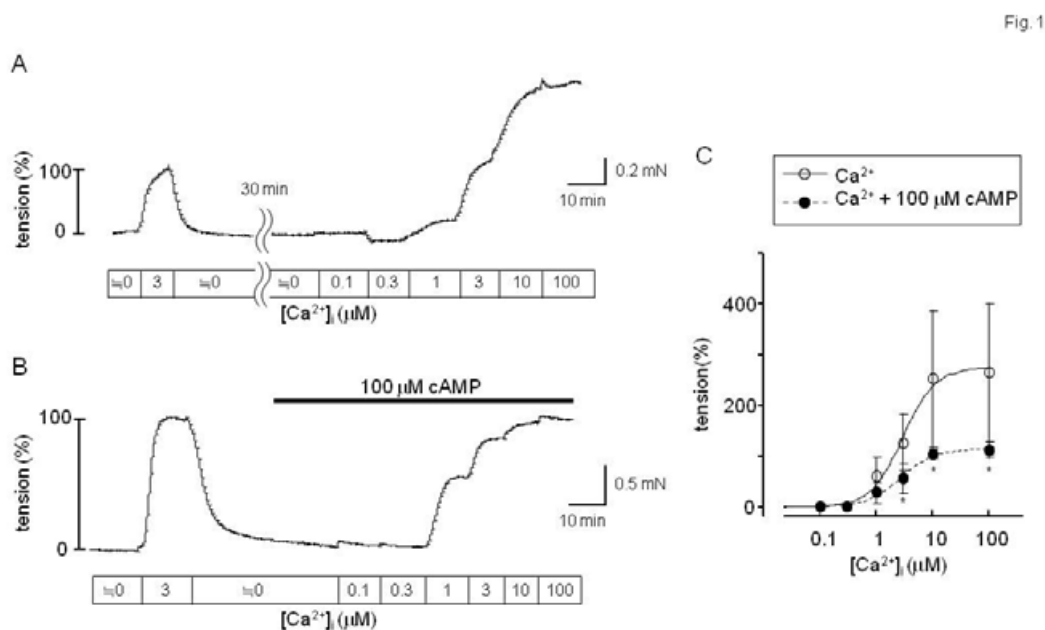 Fig. 1
A
tension (%)
100
0
30 min
0.2 mN
10 min
≒0 3 ≒0 ≒0 0.1 0.3 1 3 10 100
[Ca²⁺]ᵢ (μM)
B
100 μM cAMP
tension (%)
100
0
0.5 mN
10 min
≒0 3 ≒0 0.1 0.3 1 3 10 100
[Ca²⁺]ᵢ (μM)
C
Ca²⁺
Ca²⁺ + 100 μM cAMP
tension (%)
400
200
0
* * *
0.1 1 10 100
[Ca²⁺]ᵢ (μM)